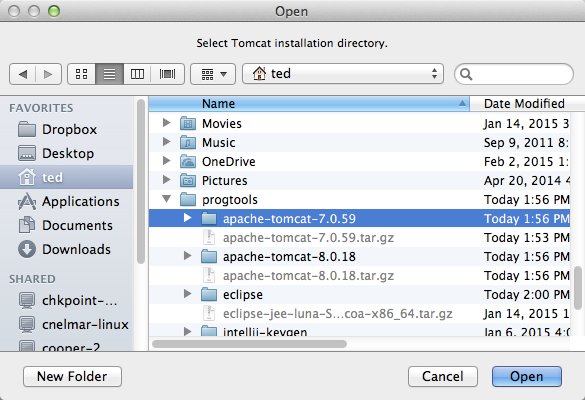 Open
Select Tomcat installation directory.
ted
FAVORITES
Dropbox
Desktop
ted
Applications
Documents
Downloads
SHARED
chkpoint-...
cnelmar-linux
cooper-2
Name Date Modified
Movies Jan 14, 2015 3
Music Sep 9, 2011 8:
OneDrive Feb 2, 2015 1:
Pictures Apr 20, 2014 4
progtools Today 1:56 PM
apache-tomcat-7.0.59 Today 1:56 PM
apache-tomcat-7.0.59.tar.gz Today 1:53 PM
apache-tomcat-8.0.18 Today 1:56 PM
apache-tomcat-8.0.18.tar.gz Today 1:56 PM
eclipse Today 2:00 PM
eclipse-jee-luna-S...coa-x86_64.tar.gz Jan 14, 2015 1
intellij-keygen Jan 6, 2015 4:
New Folder Cancel Open